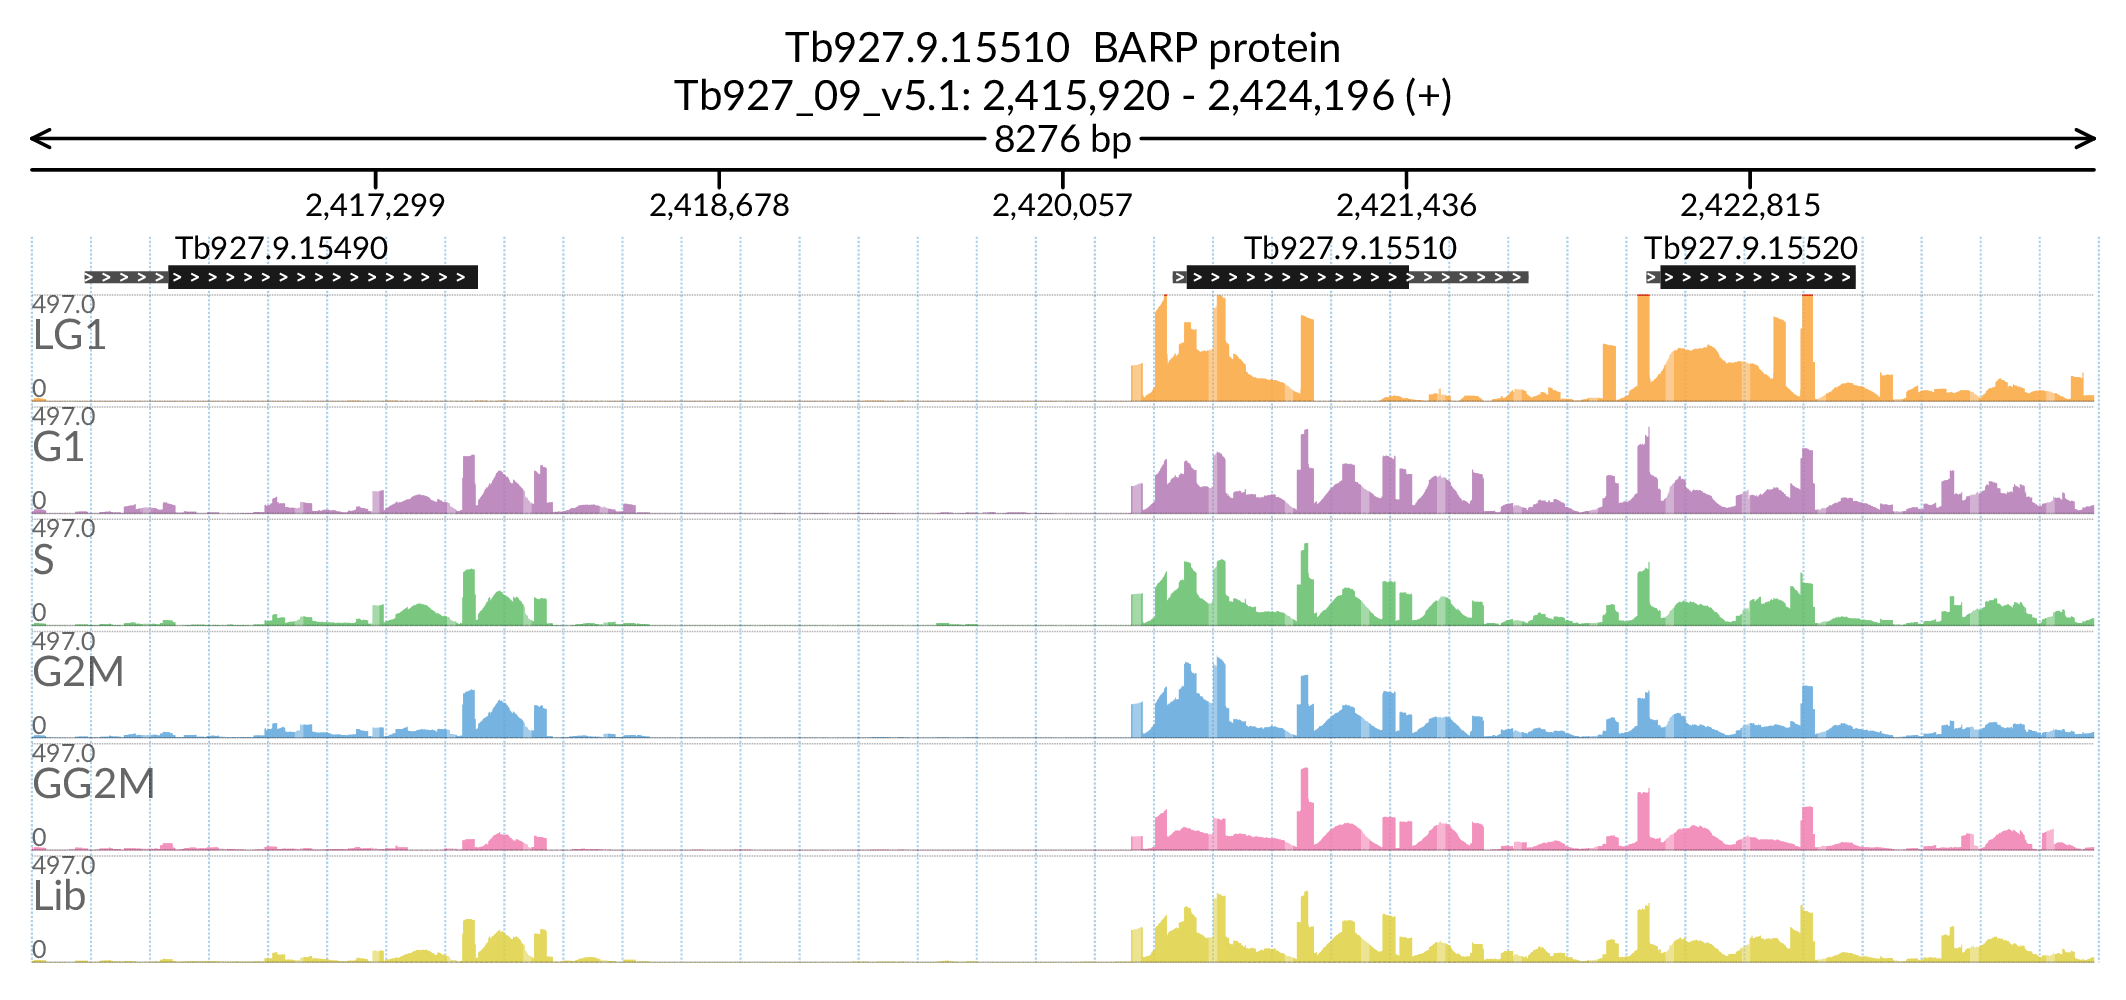 Tb927.9.15510 BARP protein
Tb927_09_v5.1: 2,415,920 - 2,424,196 (+)
8276 bp
2,417,299 2,418,678 2,420,057 2,421,436 2,422,815
Tb927.9.15490 Tb927.9.15510 Tb927.9.15520
497.0
LG1
0
497.0
G1
0
497.0
S
0
497.0
G2M
0
497.0
GG2M
0
497.0
Lib
0